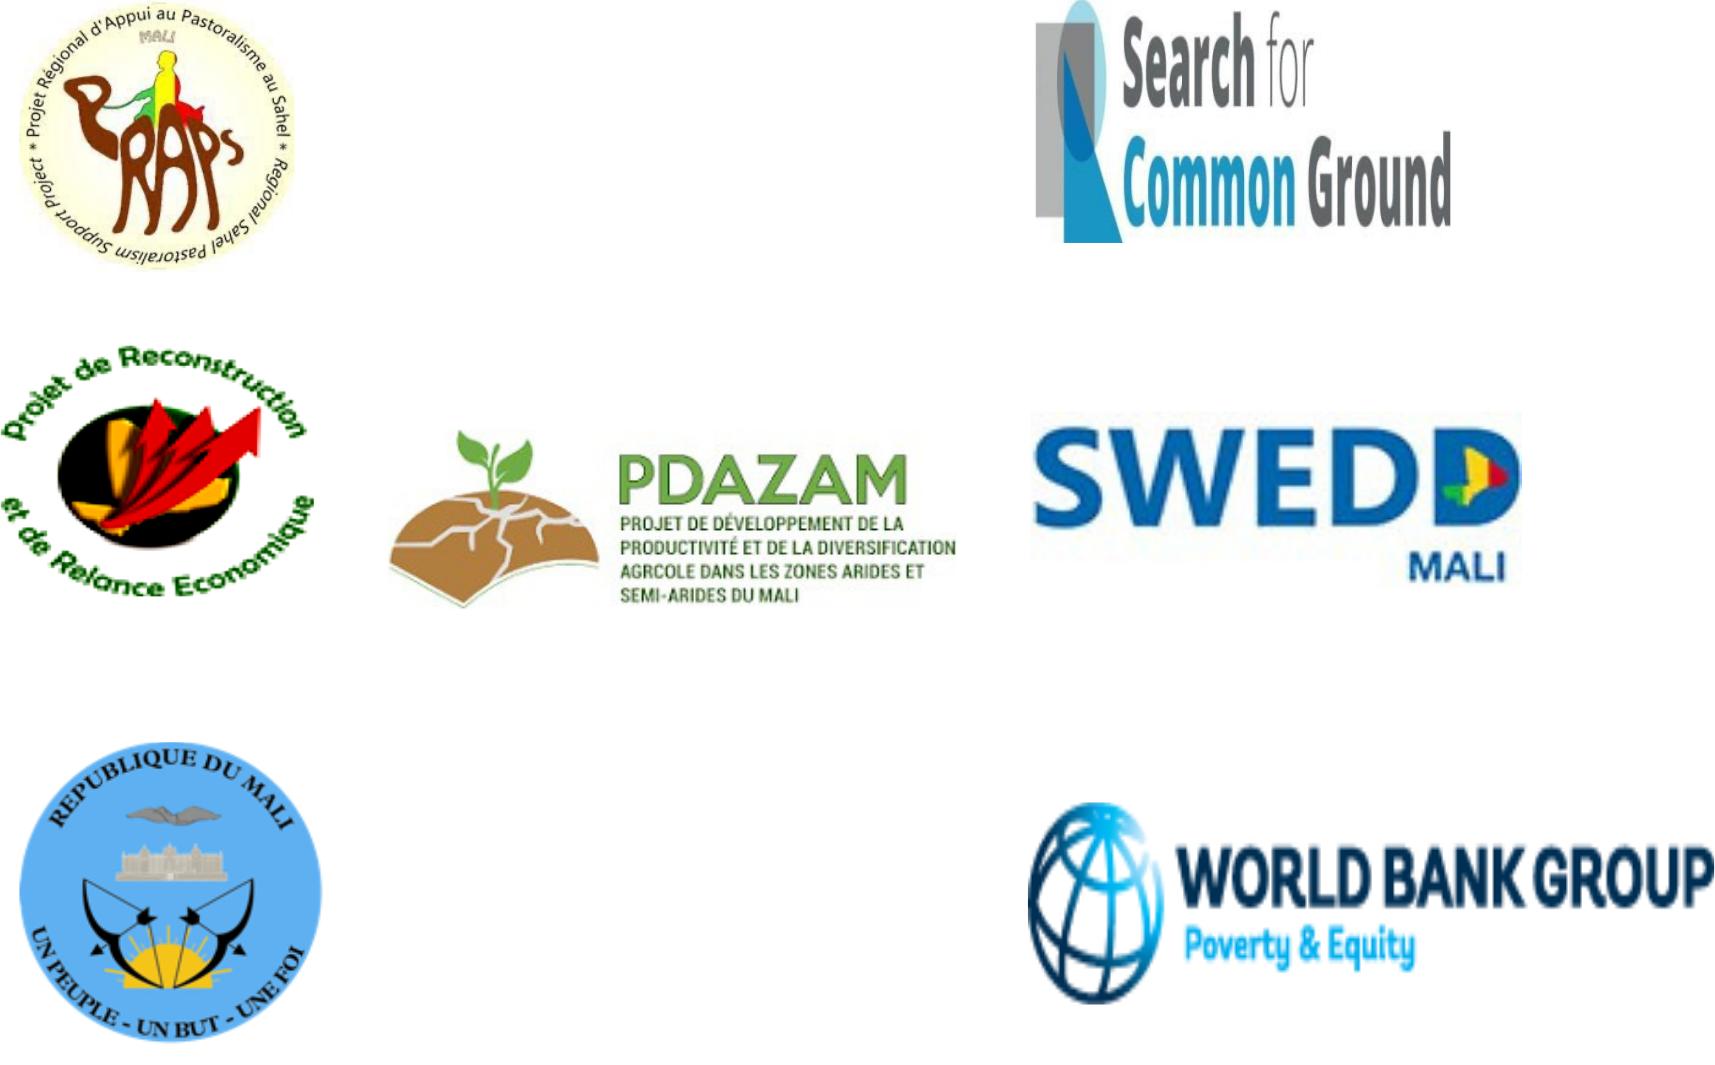 * Projet Régional d'Appui au Pastoralisme au Sahel * Regional Sahel Pastoralism Support Project
MALI
PRAPS
Search for
Common Ground
Projet de Reconstruction
et de Relance Economique
PDAZAM
PROJET DE DÉVELOPPEMENT DE LA
PRODUCTIVITÉ ET DE LA DIVERSIFICATION
AGRCOLE DANS LES ZONES ARIDES ET
SEMI-ARIDES DU MALI
SWEDD
MALI
REPUBLIQUE DU MALI
UN PEUPLE - UN BUT - UNE FOI
WORLD BANK GROUP
Poverty & Equity